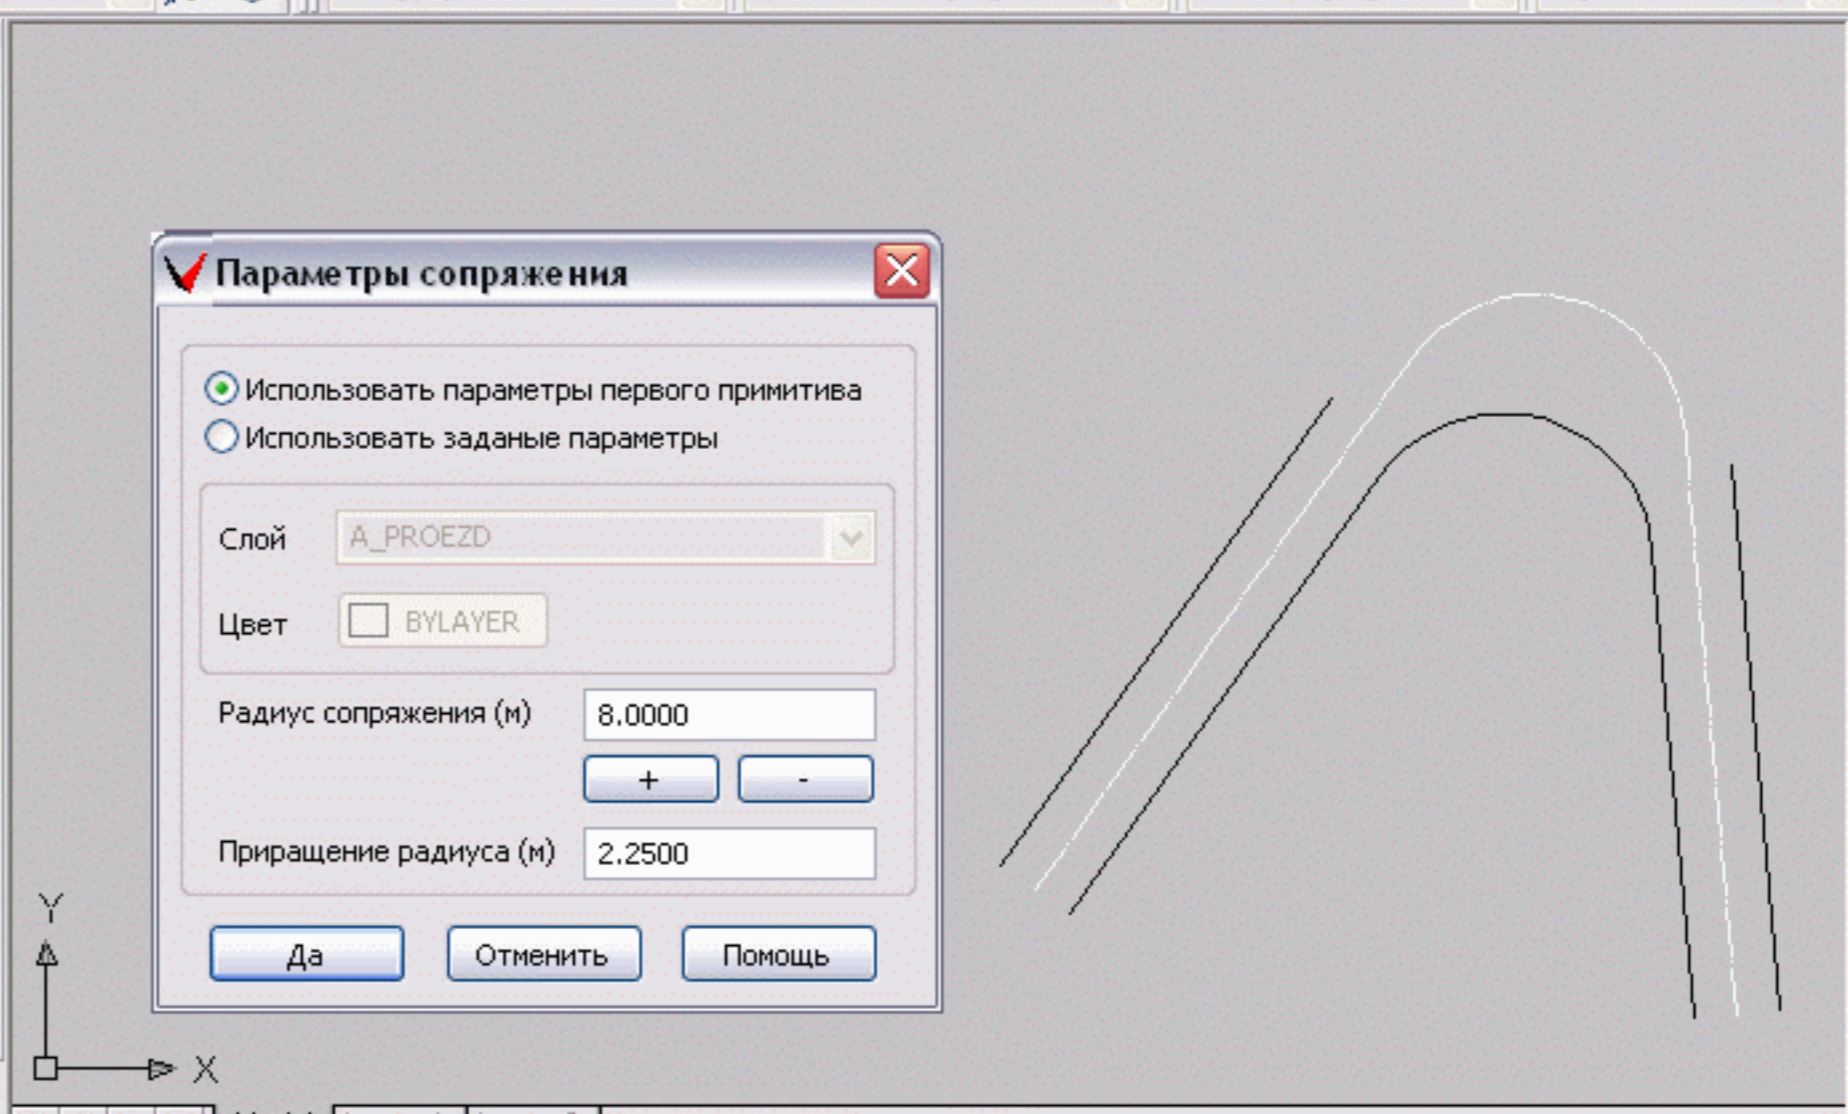 Параметры сопряжения
Использовать параметры первого примитива
Использовать заданые параметры
Слой
A_PROEZD
Цвет
BYLAYER
Радиус сопряжения (м)
8.0000
+
-
Приращение радиуса (м)
2.2500
Да
Отменить
Помощь
Y
X